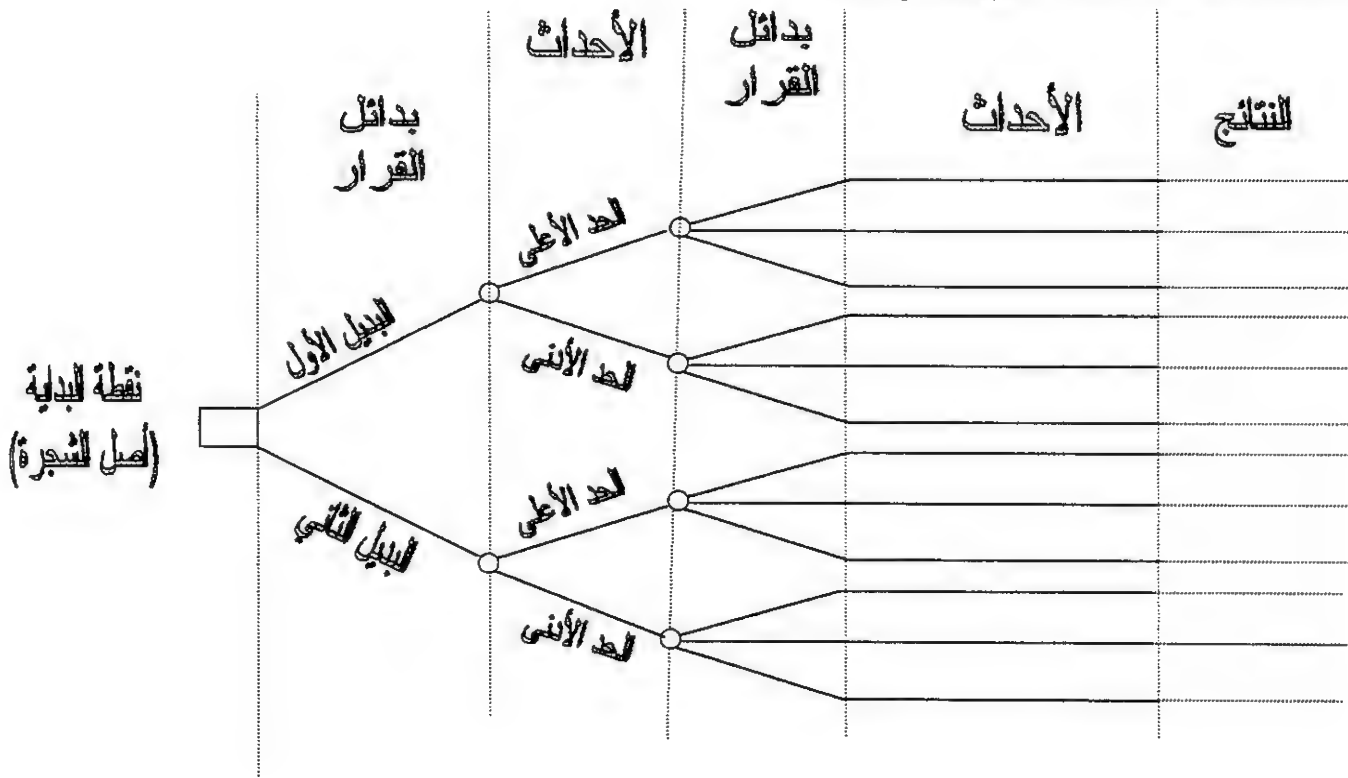 الأحداث
بدائل
القرار
بدائل
القرار
الأحداث
النتائج
الحد الأعلى
البديل الأول
الحد الأدنى
نقطة البداية
(أصل الشجرة)
الحد الأعلى
البديل الثاني
الحد الأدنى